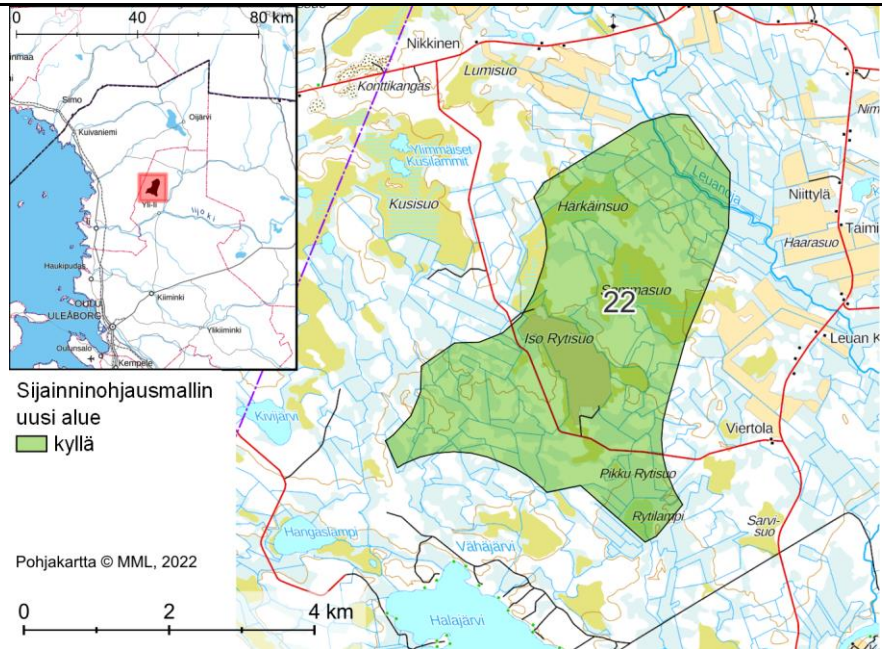 0 40 80 km
Simo
Kuivaniemi
Oijärvi
Yli-Ii
Iijoki
Haukipudas
Kiiminki
OULU
ULEÅBORG
Ylikiiminki
Oulunsalo
Kempele
Sijainninohjausmallin
uusi alue
kyllä
Pohjakartta © MML, 2022
0 2 4 km
Nikkinen
Lumisuo
Konttikangas
Ylimmäiset
Kusilammit
Kusisuo
Leuanoja
Härkäinsuo
Niittylä
Haarasuo
Taimi
Sammasuo
22
Iso Rytisuo
Leuan K
Kivijärvi
Viertola
Pikku Rytisuo
Rytilampi
Sarvi-
suo
Hangaslampi
Vähäjärvi
Halajärvi